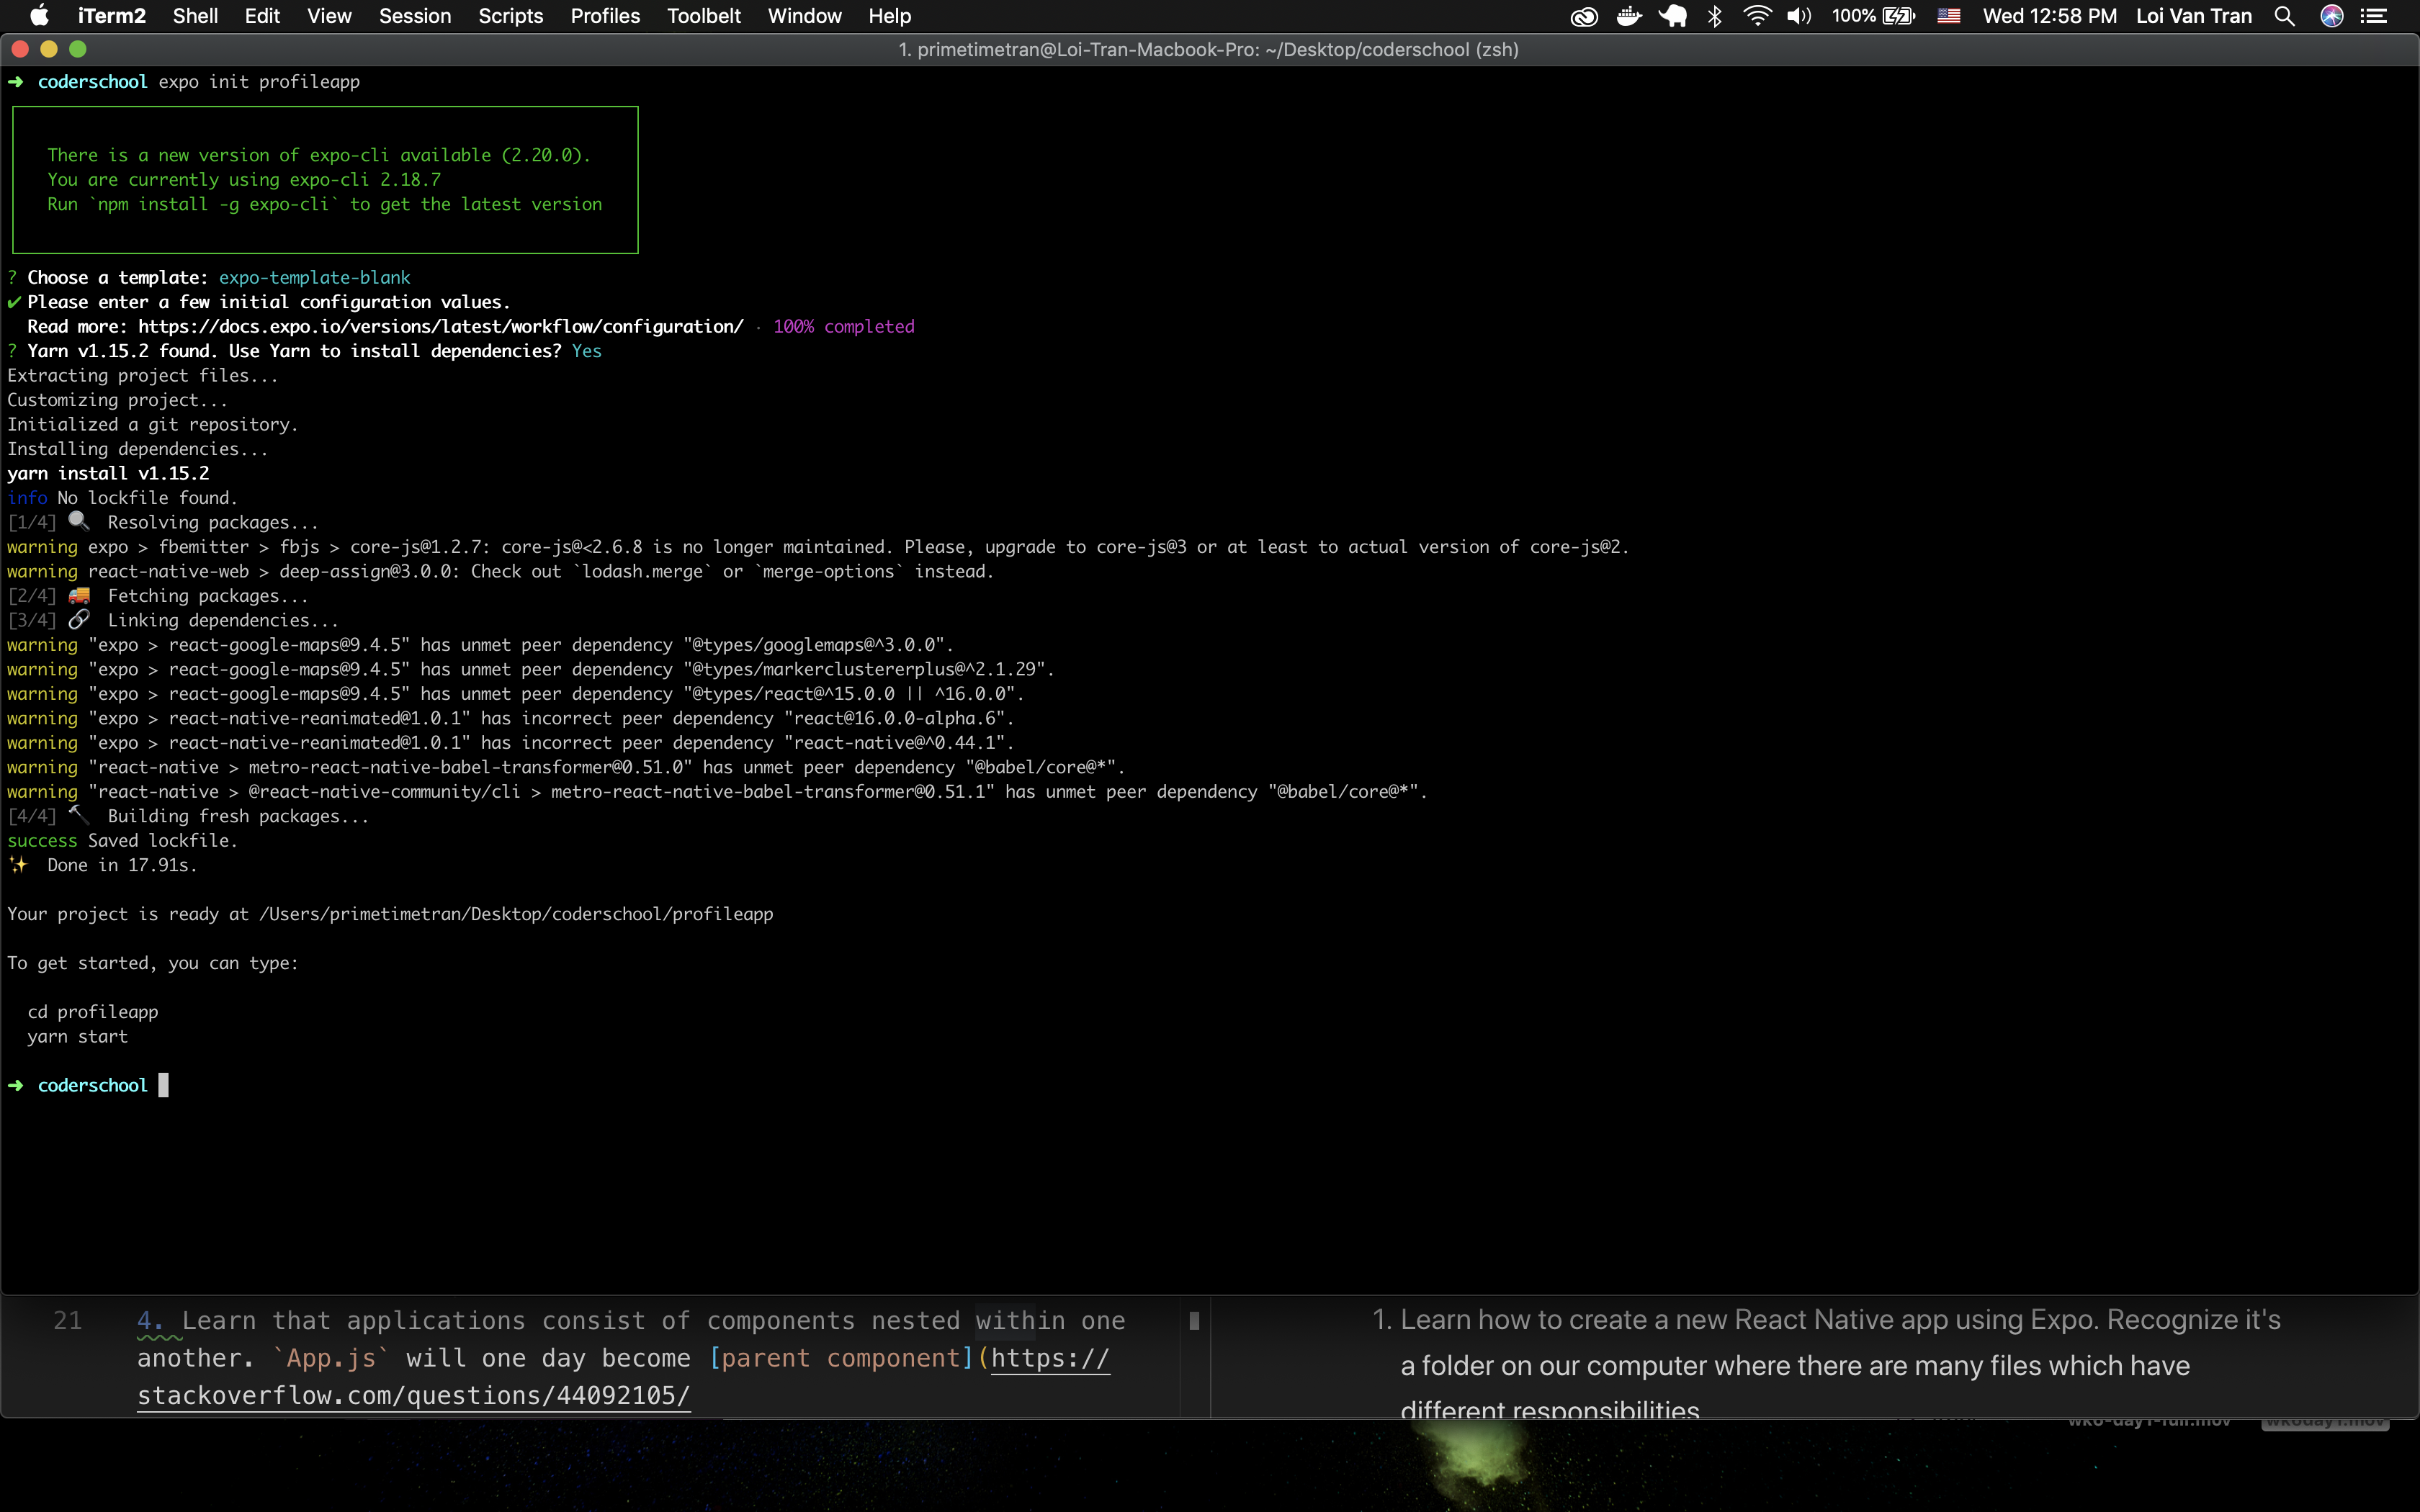 iTerm2 Shell Edit View Session Scripts Profiles Toolbelt Window Help 100% Wed 12:58 PM Loi Van Tran
1. primetimetran@Loi-Tran-Macbook-Pro: ~/Desktop/coderschool (zsh)
➜ coderschool expo init profileapp
There is a new version of expo-cli available (2.20.0).
You are currently using expo-cli 2.18.7
Run `npm install -g expo-cli` to get the latest version
? Choose a template: expo-template-blank
✔ Please enter a few initial configuration values.
Read more: https://docs.expo.io/versions/latest/workflow/configuration/ · 100% completed
? Yarn v1.15.2 found. Use Yarn to install dependencies? Yes
Extracting project files...
Customizing project...
Initialized a git repository.
Installing dependencies...
yarn install v1.15.2
info No lockfile found.
[1/4] 🔍 Resolving packages...
warning expo > fbemitter > fbjs > core-js@1.2.7: core-js@<2.6.8 is no longer maintained. Please, upgrade to core-js@3 or at least to actual version of core-js@2.
warning react-native-web > deep-assign@3.0.0: Check out `lodash.merge` or `merge-options` instead.
[2/4] 🚚 Fetching packages...
[3/4] 🔗 Linking dependencies...
warning "expo > react-google-maps@9.4.5" has unmet peer dependency "@types/googlemaps@^3.0.0".
warning "expo > react-google-maps@9.4.5" has unmet peer dependency "@types/markerclustererplus@^2.1.29".
warning "expo > react-google-maps@9.4.5" has unmet peer dependency "@types/react@^15.0.0 || ^16.0.0".
warning "expo > react-native-reanimated@1.0.1" has incorrect peer dependency "react@16.0.0-alpha.6".
warning "expo > react-native-reanimated@1.0.1" has incorrect peer dependency "react-native@^0.44.1".
warning "react-native > metro-react-native-babel-transformer@0.51.0" has unmet peer dependency "@babel/core@*".
warning "react-native > @react-native-community/cli > metro-react-native-babel-transformer@0.51.1" has unmet peer dependency "@babel/core@*".
[4/4] 🔨 Building fresh packages...
success Saved lockfile.
✨ Done in 17.91s.
Your project is ready at /Users/primetimetran/Desktop/coderschool/profileapp
To get started, you can type:
cd profileapp
yarn start
➜ coderschool
21 4. Learn that applications consist of components nested within one
another. `App.js` will one day become [parent component](https://
stackoverflow.com/questions/44092105/
1. Learn how to create a new React Native app using Expo. Recognize it's
a folder on our computer where there are many files which have
different responsibilities
wk6-day1-full.mov wk6day1.mov